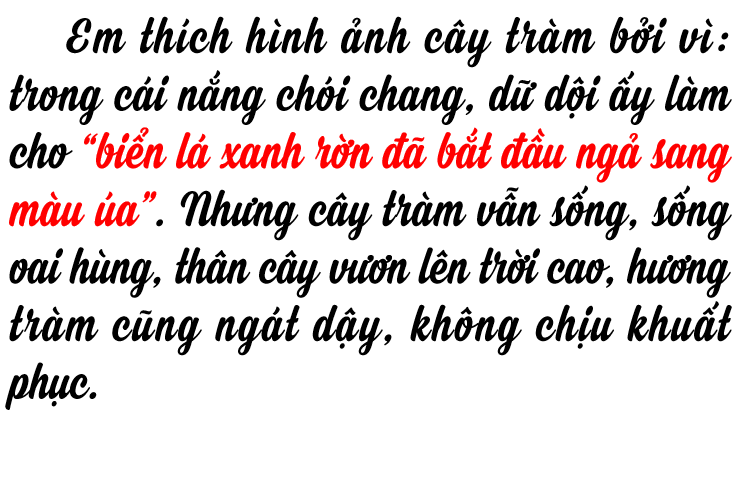 Em thích hình ảnh cây tràm bởi vì:
trong cái nắng chói chang, dữ dội ấy làm
cho “biển lá xanh rờn đã bắt đầu ngả sang
màu úa”. Nhưng cây tràm vẫn sống, sống
oai hùng, thân cây vươn lên trời cao, hương
tràm cũng ngát dậy, không chịu khuất
phục.